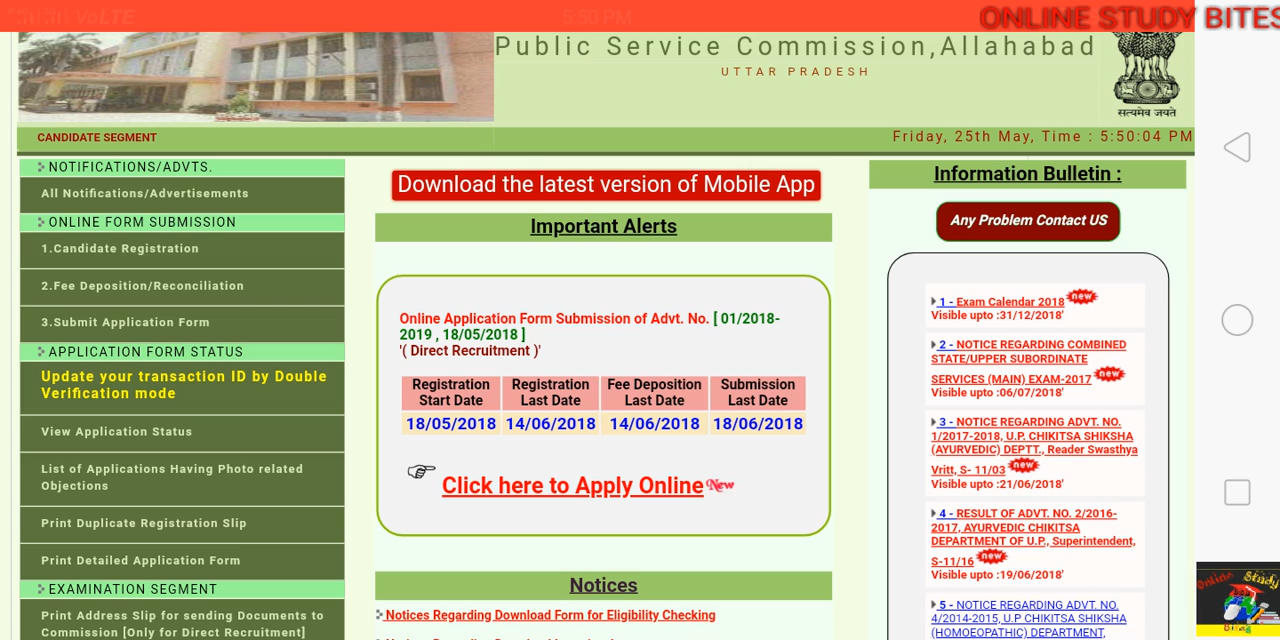 VoLTE
5:50 PM
ONLINE STUDY BITES
Public Service Commission,Allahabad
UTTAR PRADESH
सत्यमेव जयते
CANDIDATE SEGMENT
Friday, 25th May, Time : 5:50:04 PM
NOTIFICATIONS/ADVTS.
All Notifications/Advertisements
ONLINE FORM SUBMISSION
1.Candidate Registration
2.Fee Deposition/Reconciliation
3.Submit Application Form
APPLICATION FORM STATUS
Update your transaction ID by Double
Verification mode
View Application Status
List of Applications Having Photo related
Objections
Print Duplicate Registration Slip
Print Detailed Application Form
EXAMINATION SEGMENT
Print Address Slip for sending Documents to
Commission [Only for Direct Recruitment]
Download the latest version of Mobile App
Important Alerts
Online Application Form Submission of Advt. No. [ 01/2018-
2019 , 18/05/2018 ]
'( Direct Recruitment )'
Registration Start Date Registration Last Date Fee Deposition Last Date Submission Last Date
18/05/2018 14/06/2018 14/06/2018 18/06/2018
Click here to Apply Online New
Notices
Notices Regarding Download Form for Eligibility Checking
Information Bulletin :
Any Problem Contact US
1 - Exam Calendar 2018 new
Visible upto :31/12/2018'
2 - NOTICE REGARDING COMBINED
STATE/UPPER SUBORDINATE
SERVICES (MAIN) EXAM-2017 new
Visible upto :06/07/2018'
3 - NOTICE REGARDING ADVT. NO.
1/2017-2018, U.P. CHIKITSA SHIKSHA
(AYURVEDIC) DEPTT., Reader Swasthya
Vritt, S- 11/03 new
Visible upto :21/06/2018'
4 - RESULT OF ADVT. NO. 2/2016-
2017, AYURVEDIC CHIKITSA
DEPARTMENT OF U.P., Superintendent,
S-11/16 new
Visible upto :19/06/2018'
5 - NOTICE REGARDING ADVT. NO.
4/2014-2015, U.P CHIKITSA SHIKSHA
(HOMOEOPATHIC) DEPARTMENT,
Online Study
Bites